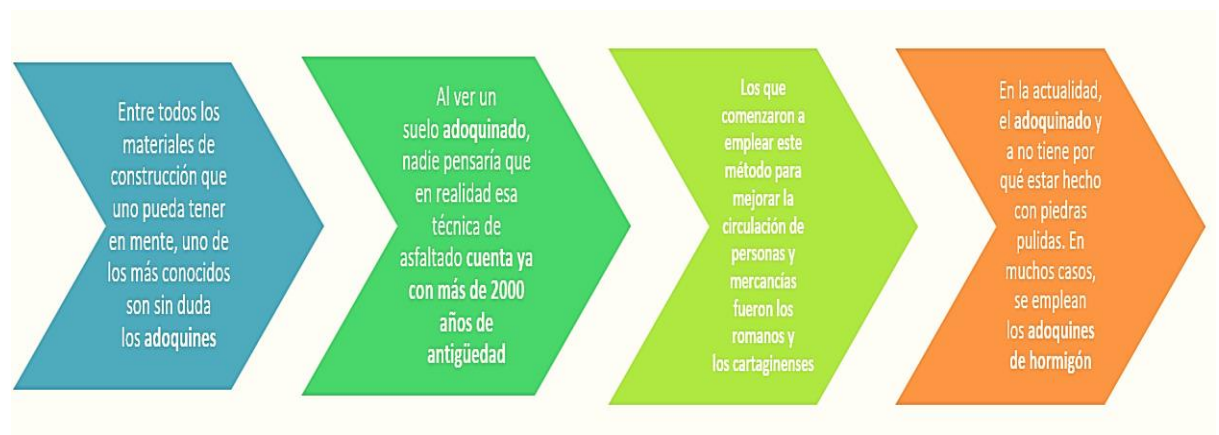 Entre todos los
materiales de
construcción que
uno pueda tener
en mente, uno de
los más conocidos
son sin duda
los adoquines
Al ver un
suelo adoquinado,
nadie pensaría que
en realidad esa
técnica de
asfaltado cuenta ya
con más de 2000
años de
antigüedad
Los que
comenzaron a
emplear este
método para
mejorar la
circulación de
personas y
mercancías
fueron los
romanos y
los cartaginenses
En la actualidad,
el adoquinado y
a no tiene por
qué estar hecho
con piedras
pulidas. En
muchos casos,
se emplean
los adoquines
de hormigón